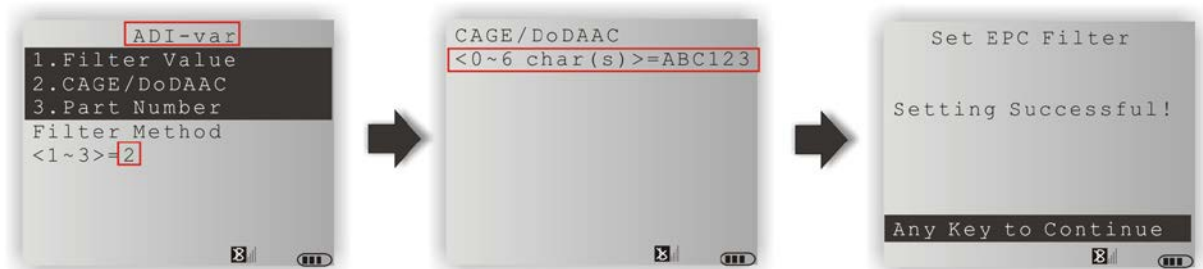 ADI-var
1.Filter Value
2.CAGE/DoDAAC
3.Part Number
Filter Method
<1~3>=2
CAGE/DoDAAC
<0~6 char(s)>=ABC123
Set EPC Filter
Setting Successful!
Any Key to Continue